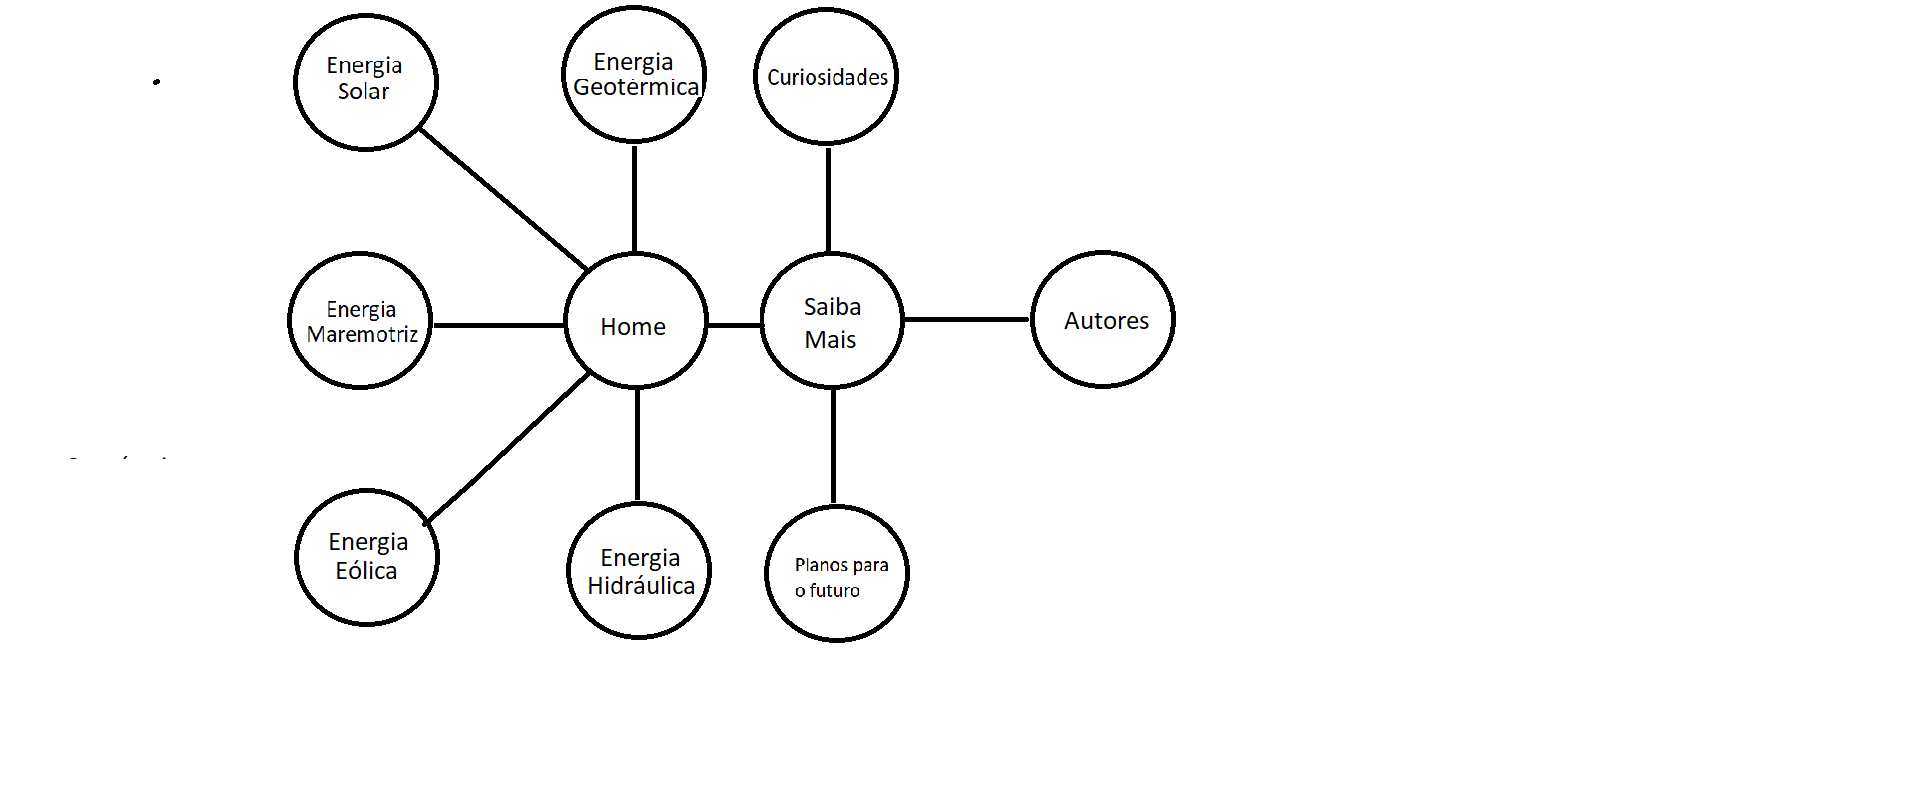 Energia
Solar
Energia
Geotérmica
Curiosidades
Energia
Maremotriz
Home
Saiba
Mais
Autores
Energia
Eólica
Energia
Hidráulica
Planos para
o futuro